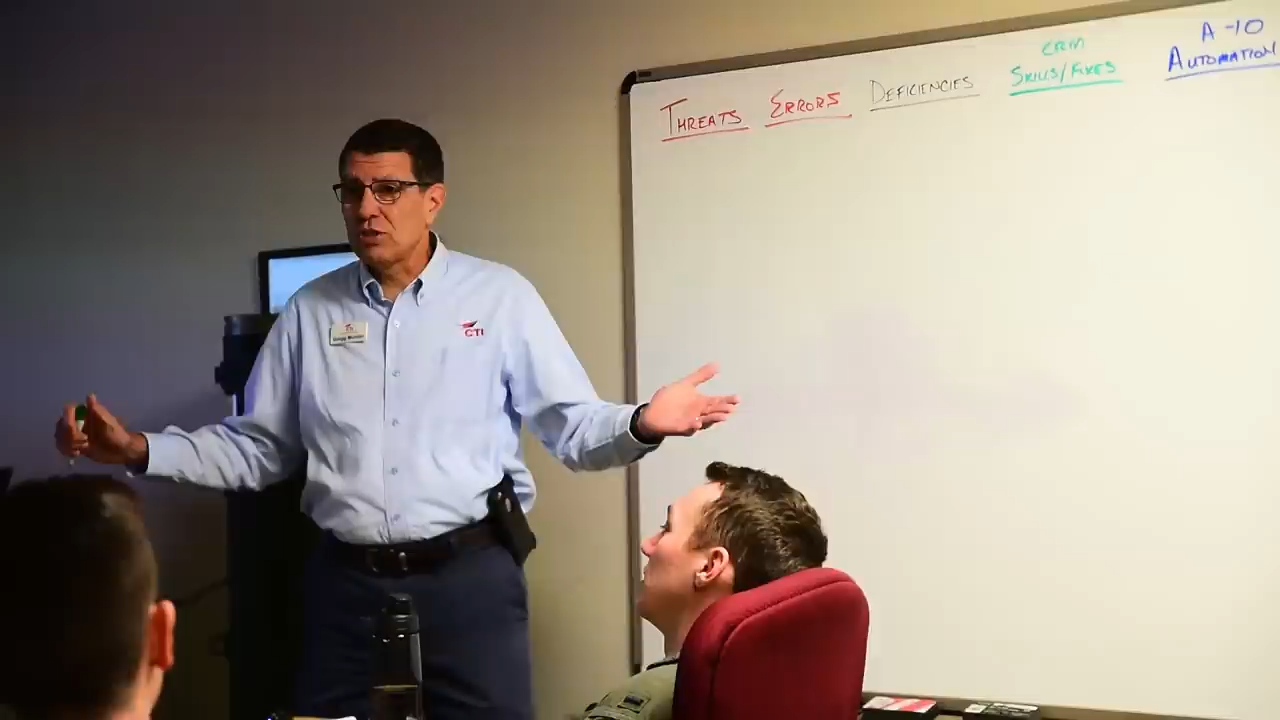 THREATS
ERRORS
DEFICIENCIES
CRM
SKILLS/FIXES
A-10
AUTOMATION
CTI